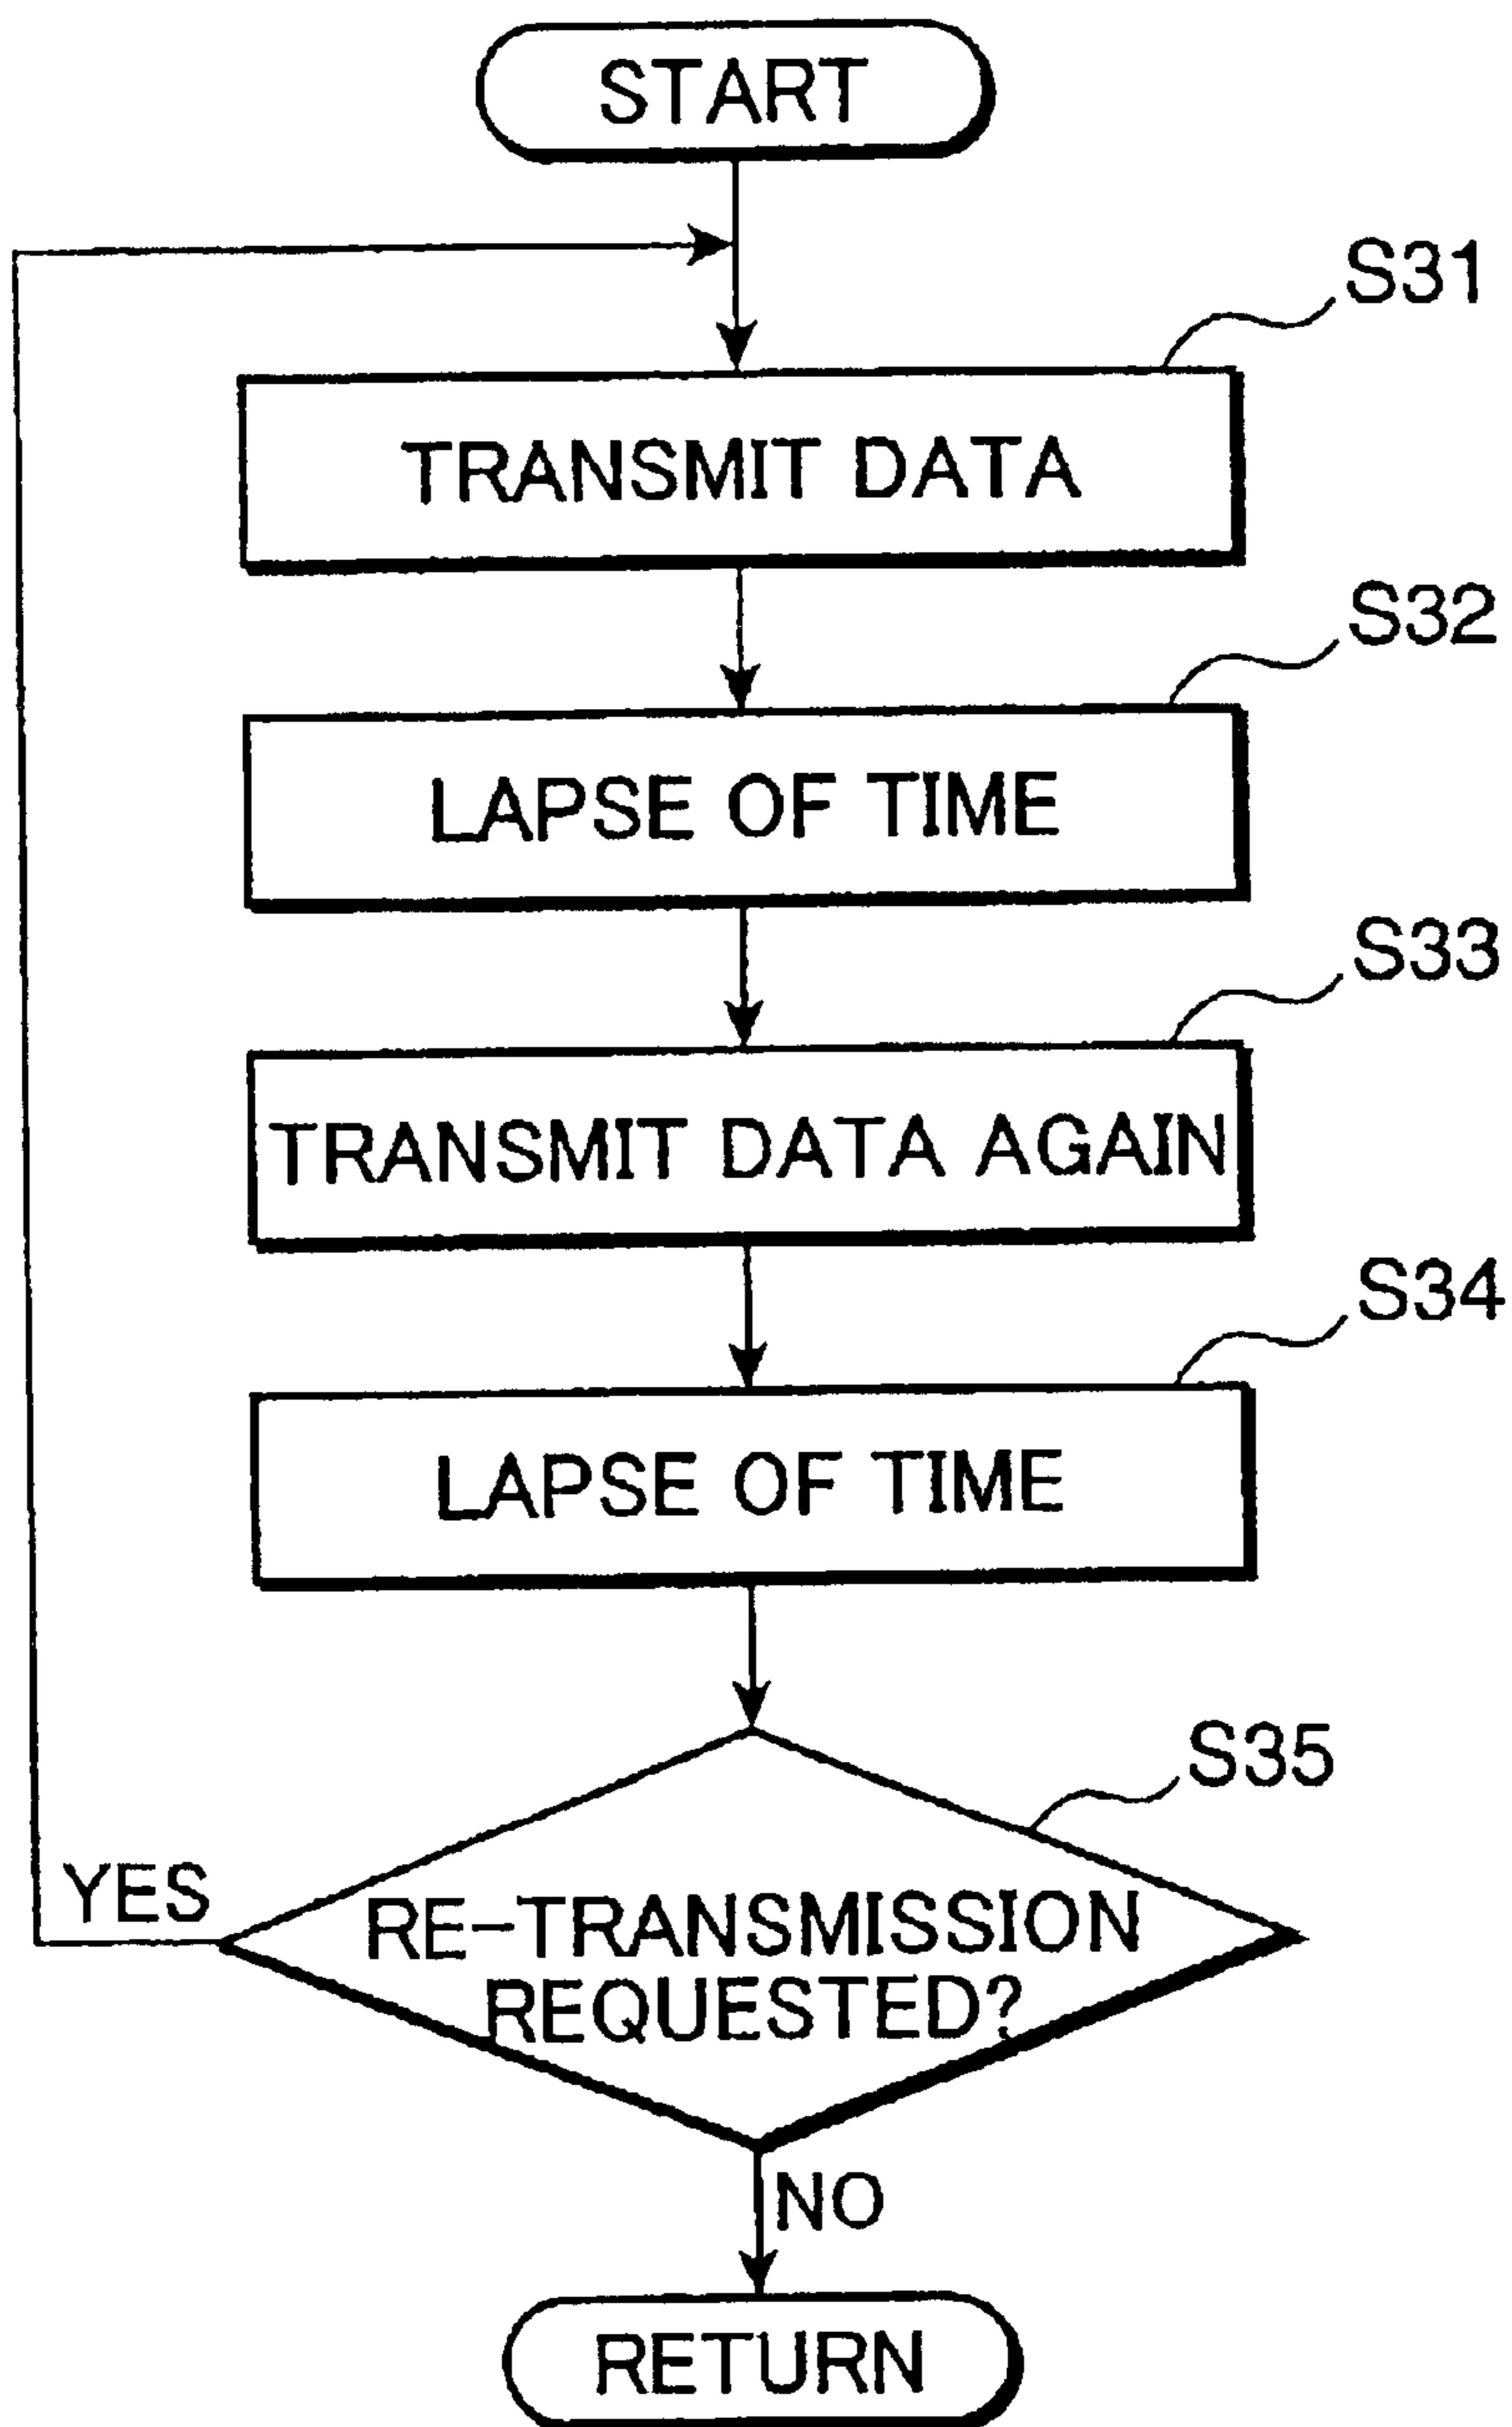 START
S31
TRANSMIT DATA
S32
LAPSE OF TIME
S33
TRANSMIT DATA AGAIN
S34
LAPSE OF TIME
S35
YES
RE-TRANSMISSION
REQUESTED?
NO
RETURN